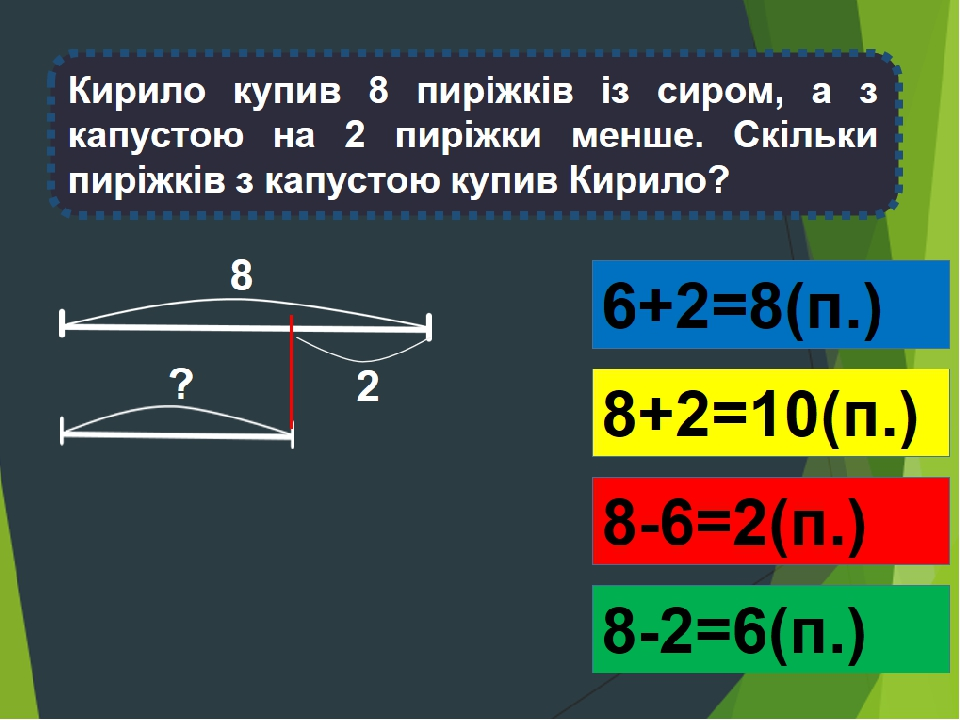 Кирило купив 8 пиріжків із сиром, а з
капустою на 2 пиріжки менше. Скільки
пиріжків з капустою купив Кирило?
8
?
2
6+2=8(п.)
8+2=10(п.)
8-6=2(п.)
8-2=6(п.)